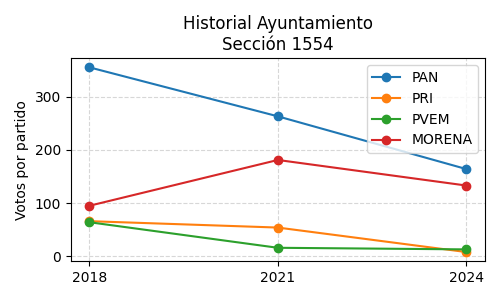 Historial Ayuntamiento
Sección 1554
Votos por partido
300
200
100
0
2018
2021
2024
PAN
PRI
PVEM
MORENA